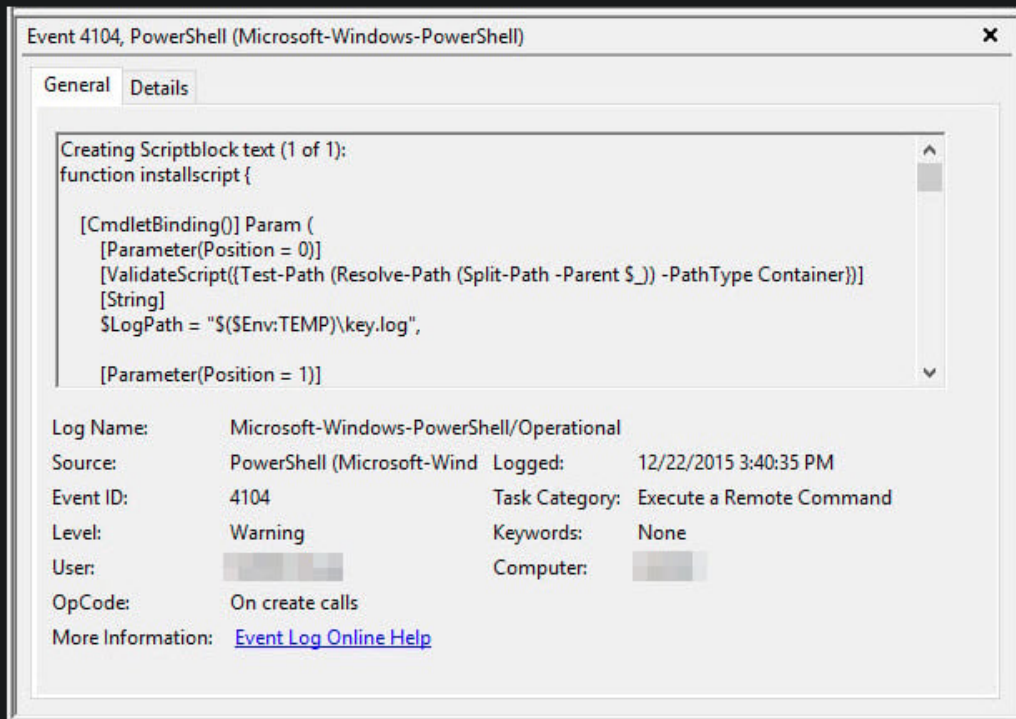 Event 4104, PowerShell (Microsoft-Windows-PowerShell)
General Details
Creating Scriptblock text (1 of 1):
function installscript {
[CmdletBinding()] Param (
[Parameter(Position = 0)]
[ValidateScript({Test-Path (Resolve-Path (Split-Path -Parent $_)) -PathType Container})]
[String]
$LogPath = "$($Env:TEMP)\key.log",
[Parameter(Position = 1)]
Log Name: Microsoft-Windows-PowerShell/Operational
Source: PowerShell (Microsoft-Wind Logged: 12/22/2015 3:40:35 PM
Event ID: 4104 Task Category: Execute a Remote Command
Level: Warning Keywords: None
User: Computer:
OpCode: On create calls
More Information: Event Log Online Help